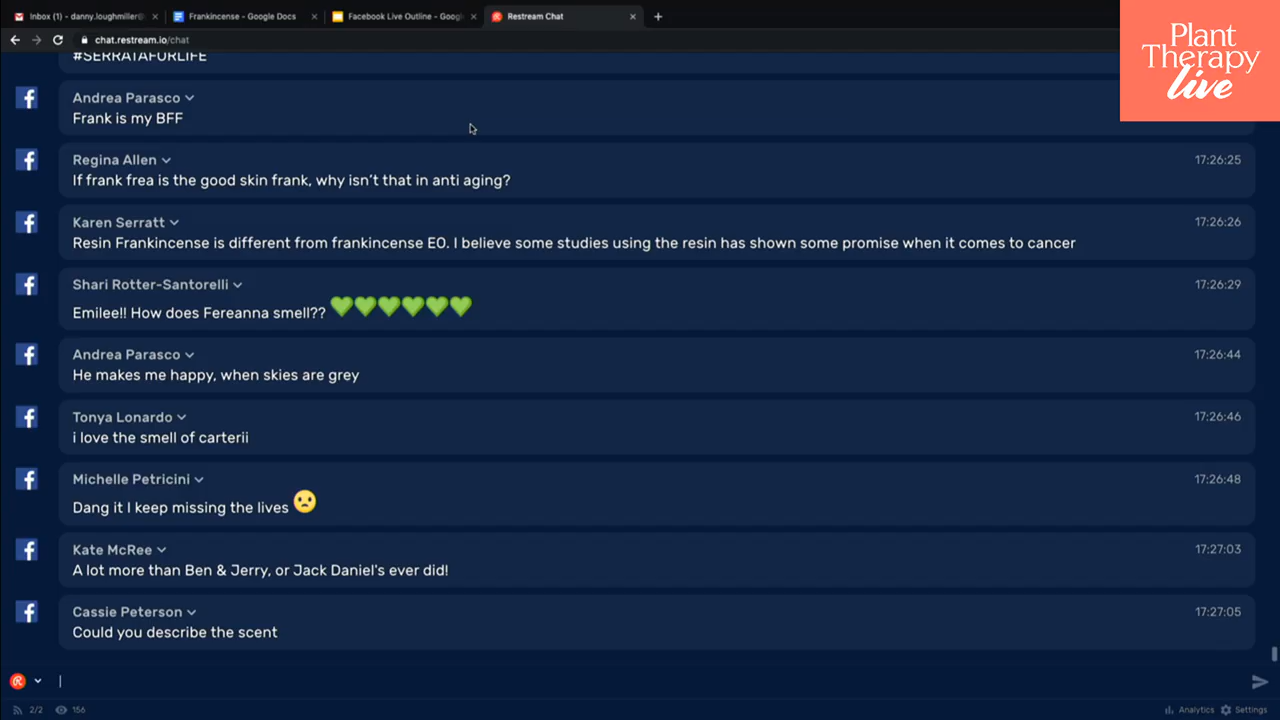 Inbox (1) - danny.loughmiller@
Frankincense - Google Docs
Facebook Live Outline - Googl
Restream Chat
chat.restream.io/chat
Plant
Therapy
live
#SERRATAFURLIFE
Andrea Parasco
Frank is my BFF
Regina Allen
17:26:25
If frank frea is the good skin frank, why isn't that in anti aging?
Karen Serratt
17:26:26
Resin Frankincense is different from frankincense EO. I believe some studies using the resin has shown some promise when it comes to cancer
Shari Rotter-Santorelli
17:26:29
Emilee!! How does Fereanna smell?? 💚💚💚💚💚💚
Andrea Parasco
17:26:44
He makes me happy, when skies are grey
Tonya Lonardo
17:26:46
i love the smell of carterii
Michelle Petricini
17:26:48
Dang it I keep missing the lives 😟
Kate McRee
17:27:03
A lot more than Ben & Jerry, or Jack Daniel's ever did!
Cassie Peterson
17:27:05
Could you describe the scent
2/2 156
Analytics Settings